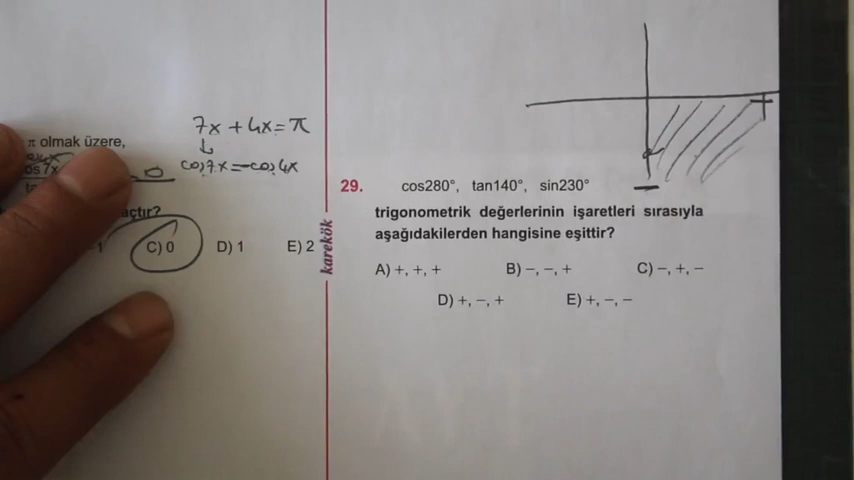 7x + 4x = π
cos7x = -cos4x
π olmak üzere,
0
açtır?
C) 0 D) 1 E) 2
karekök
29. cos280°, tan140°, sin230°
trigonometrik değerlerinin işaretleri sırasıyla
aşağıdakilerden hangisine eşittir?
A) +, +, + B) −, −, + C) −, +, −
D) +, −, + E) +, −, −
+
−